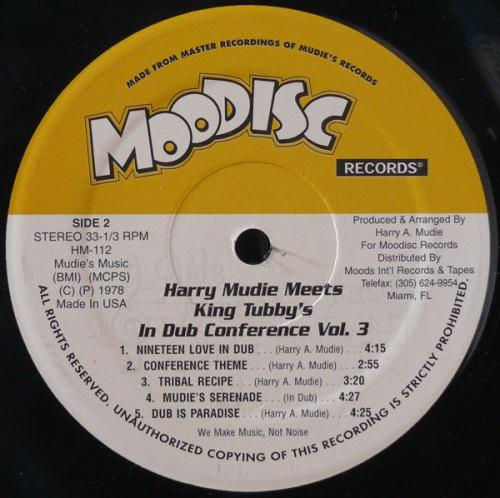 MADE FROM MASTER RECORDINGS OF MUDIE'S RECORDS
MOODISC
RECORDS©
SIDE 2
STEREO 33-1/3 RPM
HM-112
Mudie's Music
(BMI) (MCPS)
(C) (P) 1978
Made In USA
Produced & Arranged By
Harry A. Mudie
For Moodisc Records
Distributed By
Moods Int'l Records & Tapes
Telefax: (305) 624-9954
Miami, FL
Harry Mudie Meets
King Tubby's
In Dub Conference Vol. 3
1. NINETEEN LOVE IN DUB . . . (Harry A. Mudie) . . 4:15
2. CONFERENCE THEME . . . (Harry A. Mudie) . . 2:55
3. TRIBAL RECIPE . . . (Harry A. Mudie) . . 3:20
4. MUDIE'S SERENADE . . . (In Dub) . . 4:27
5. DUB IS PARADISE . . . (Harry A. Mudie) . . 4:25
We Make Music, Not Noise
ALL RIGHTS RESERVED. UNAUTHORIZED COPYING OF THIS RECORDING IS STRICTLY PROHIBITED.